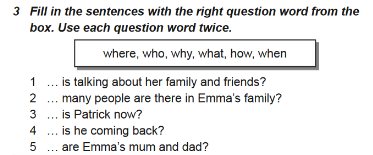 3 Fill in the sentences with the right question word from the
box. Use each question word twice.
where, who, why, what, how, when
1 ... is talking about her family and friends?
2 ... many people are there in Emma's family?
3 ... is Patrick now?
4 ... is he coming back?
5 ... are Emma's mum and dad?